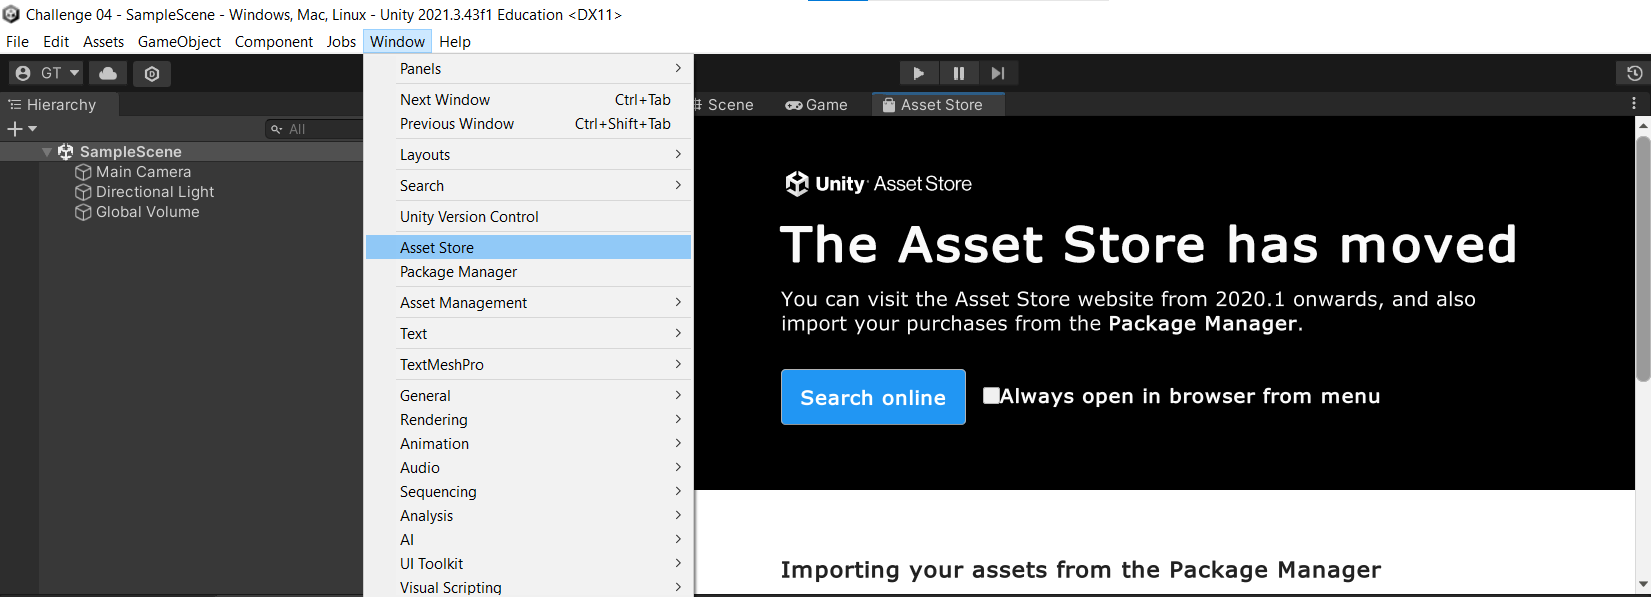 Challenge 04 - SampleScene - Windows, Mac, Linux - Unity 2021.3.43f1 Education <DX11>
File Edit Assets GameObject Component Jobs Window Help
GT
Hierarchy
All
SampleScene
Main Camera
Directional Light
Global Volume
Panels
Next Window Ctrl+Tab
Previous Window Ctrl+Shift+Tab
Layouts
Search
Unity Version Control
Asset Store
Package Manager
Asset Management
Text
TextMeshPro
General
Rendering
Animation
Audio
Sequencing
Analysis
AI
UI Toolkit
Visual Scripting
Scene Game Asset Store
Unity Asset Store
The Asset Store has moved
You can visit the Asset Store website from 2020.1 onwards, and also
import your purchases from the Package Manager.
Search online Always open in browser from menu
Importing your assets from the Package Manager